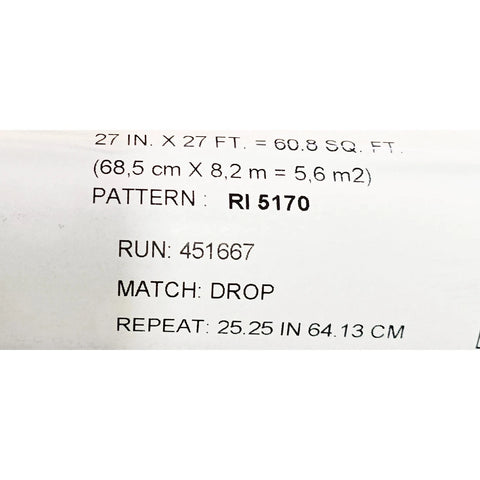 27 IN. X 27 FT. = 60.8 SQ. FT.
(68,5 cm X 8,2 m = 5,6 m2)
PATTERN : RI 5170
RUN: 451667
MATCH: DROP
REPEAT: 25.25 IN 64.13 CM